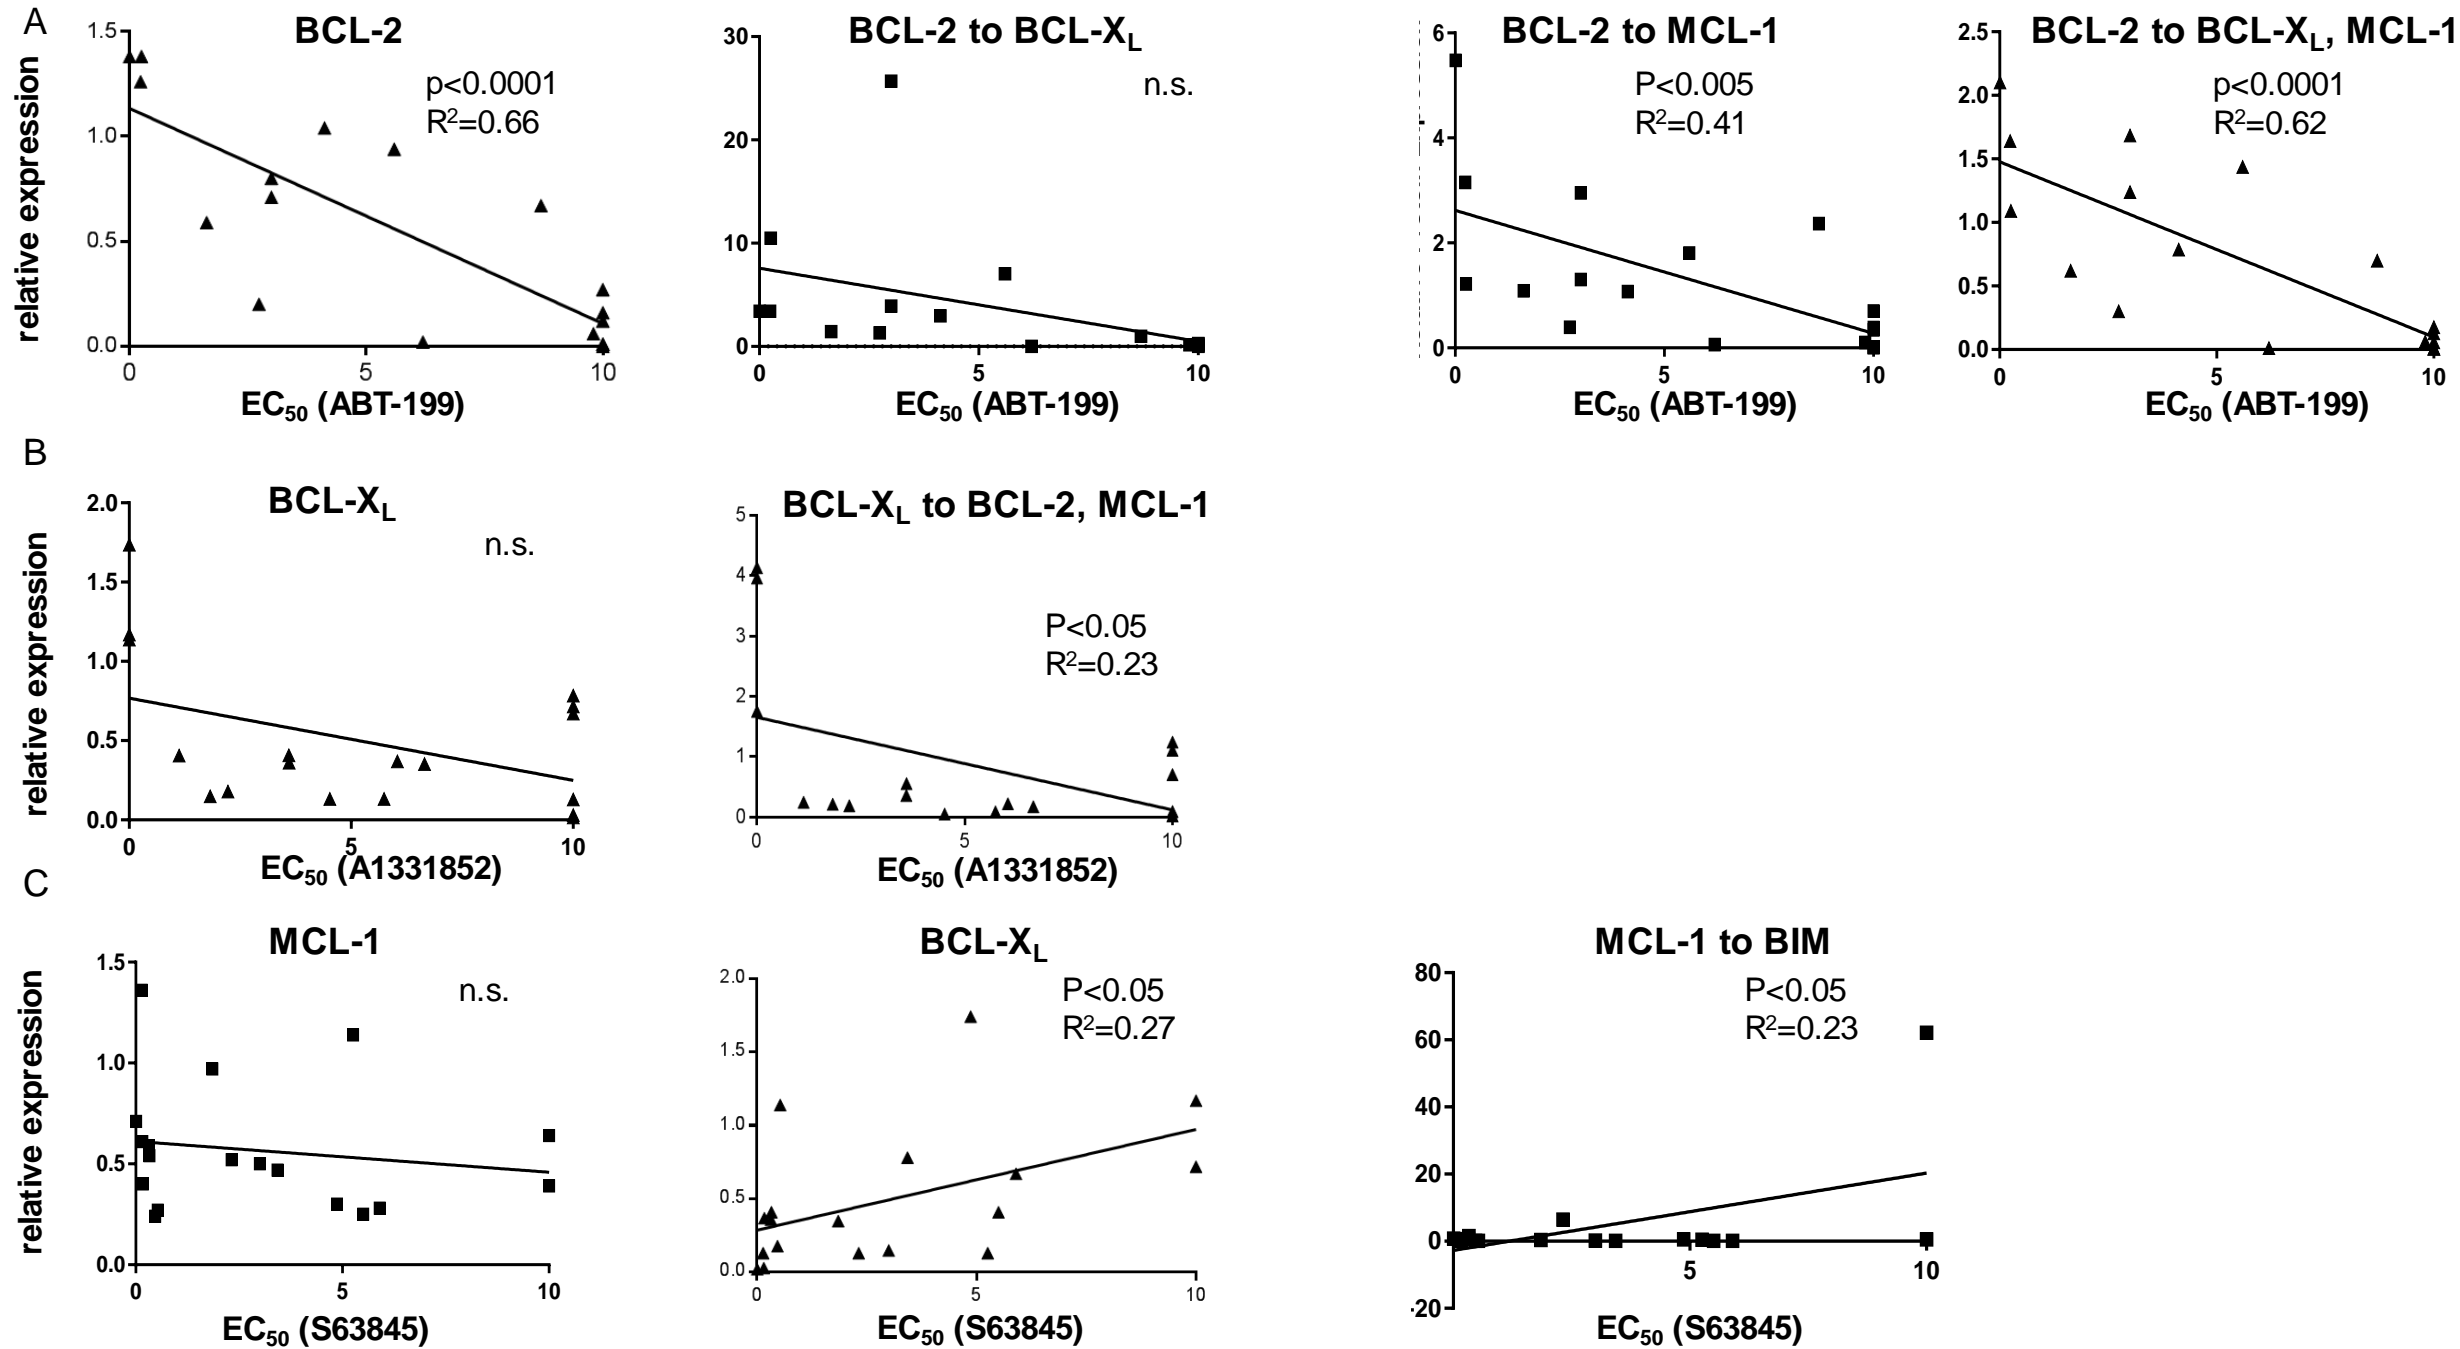 A
BCL-2
p<0.0001
R²=0.66
relative expression
1.5
1.0
0.5
0.0
0 5 10
EC₅₀ (ABT-199)
BCL-2 to BCL-X_L
n.s.
30
20
10
0
0 5 10
EC₅₀ (ABT-199)
BCL-2 to MCL-1
P<0.005
R²=0.41
6
4
2
0
0 5 10
EC₅₀ (ABT-199)
BCL-2 to BCL-X_L, MCL-1
p<0.0001
R²=0.62
2.5
2.0
1.5
1.0
0.5
0.0
0 5 10
EC₅₀ (ABT-199)
B
BCL-X_L
n.s.
relative expression
2.0
1.5
1.0
0.5
0.0
0 5 10
EC₅₀ (A1331852)
BCL-X_L to BCL-2, MCL-1
P<0.05
R²=0.23
5
4
3
2
1
0
0 5 10
EC₅₀ (A1331852)
C
MCL-1
n.s.
relative expression
1.5
1.0
0.5
0.0
0 5 10
EC₅₀ (S63845)
BCL-X_L
P<0.05
R²=0.27
2.0
1.5
1.0
0.5
0.0
0 5 10
EC₅₀ (S63845)
MCL-1 to BIM
P<0.05
R²=0.23
80
60
40
20
0
-20
5 10
EC₅₀ (S63845)